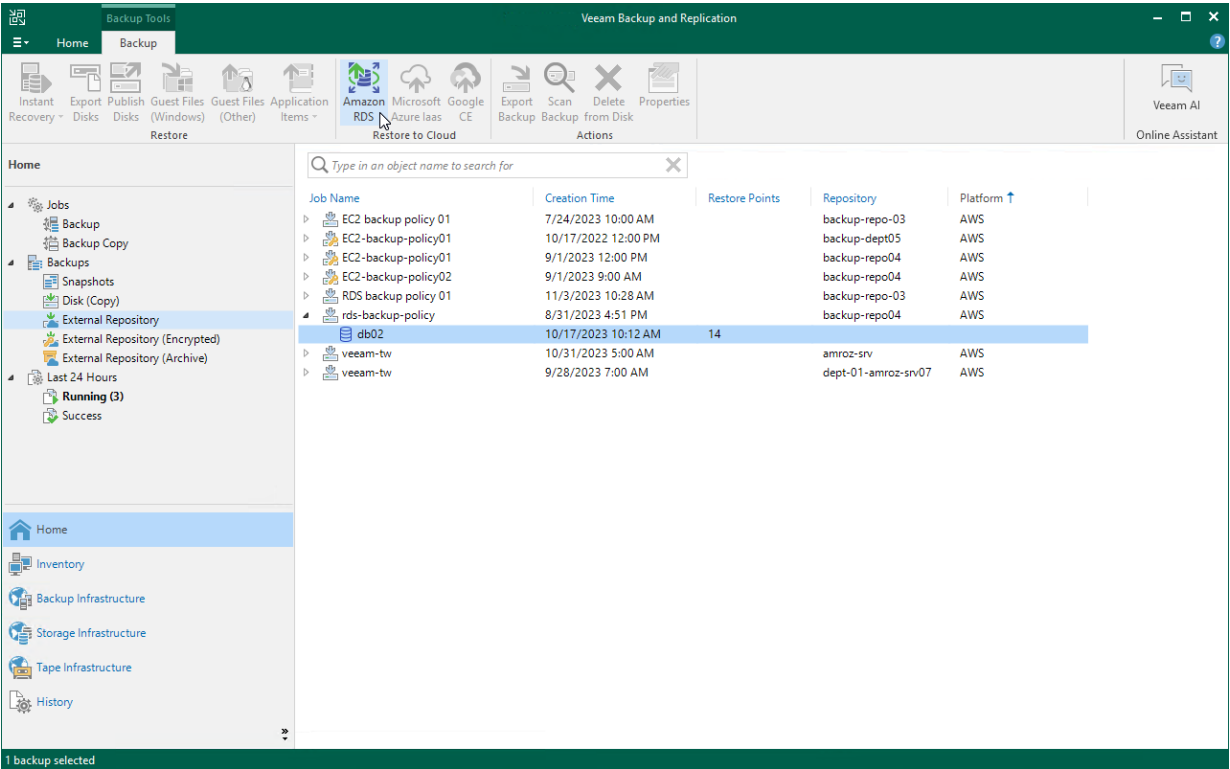 Backup Tools
Veeam Backup and Replication
Home Backup
Instant Recovery
Export Disks
Publish Disks
Guest Files (Windows)
Guest Files (Other)
Application Items
Restore
Amazon RDS
Microsoft Azure Iaas
Google CE
Restore to Cloud
Export Backup
Scan Backup
Delete from Disk
Properties
Actions
Veeam AI
Online Assistant
Home
Jobs
Backup
Backup Copy
Backups
Snapshots
Disk (Copy)
External Repository
External Repository (Encrypted)
External Repository (Archive)
Last 24 Hours
Running (3)
Success
Home
Inventory
Backup Infrastructure
Storage Infrastructure
Tape Infrastructure
History
Type in an object name to search for
Job Name Creation Time Restore Points Repository Platform
EC2 backup policy 01 7/24/2023 10:00 AM backup-repo-03 AWS
EC2-backup-policy01 10/17/2022 12:00 PM backup-dept05 AWS
EC2-backup-policy01 9/1/2023 12:00 PM backup-repo04 AWS
EC2-backup-policy02 9/1/2023 9:00 AM backup-repo04 AWS
RDS backup policy 01 11/3/2023 10:28 AM backup-repo-03 AWS
rds-backup-policy 8/31/2023 4:51 PM backup-repo04 AWS
db02 10/17/2023 10:12 AM 14
veeam-tw 10/31/2023 5:00 AM amroz-srv AWS
veeam-tw 9/28/2023 7:00 AM dept-01-amroz-srv07 AWS
1 backup selected